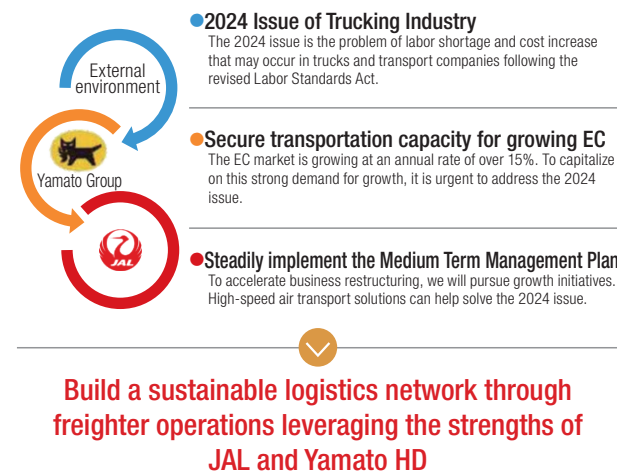 ●2024 Issue of Trucking Industry
The 2024 issue is the problem of labor shortage and cost increase
that may occur in trucks and transport companies following the
revised Labor Standards Act.
External
environment
●Secure transportation capacity for growing EC
The EC market is growing at an annual rate of over 15%. To capitalize
on this strong demand for growth, it is urgent to address the 2024
issue.
Yamato Group
●Steadily implement the Medium Term Management Plan
To accelerate business restructuring, we will pursue growth initiatives.
High-speed air transport solutions can help solve the 2024 issue.
JAL
Build a sustainable logistics network through
freighter operations leveraging the strengths of
JAL and Yamato HD